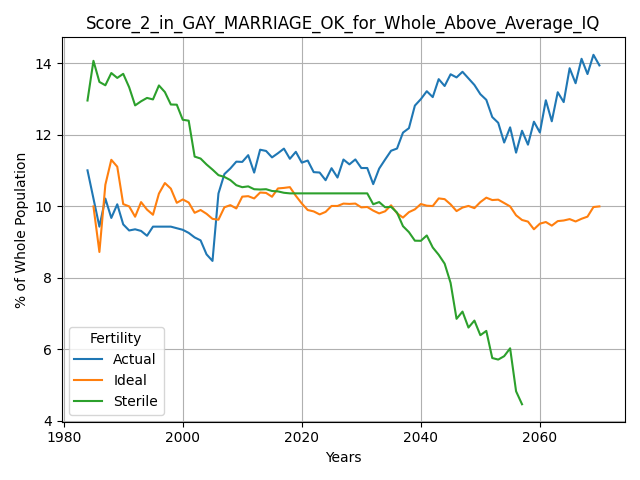 Score_2_in_GAY_MARRIAGE_OK_for_Whole_Above_Average_IQ
% of Whole Population
14
12
10
8
6
4
Fertility
Actual
Ideal
Sterile
1980 2000 2020 2040 2060
Years